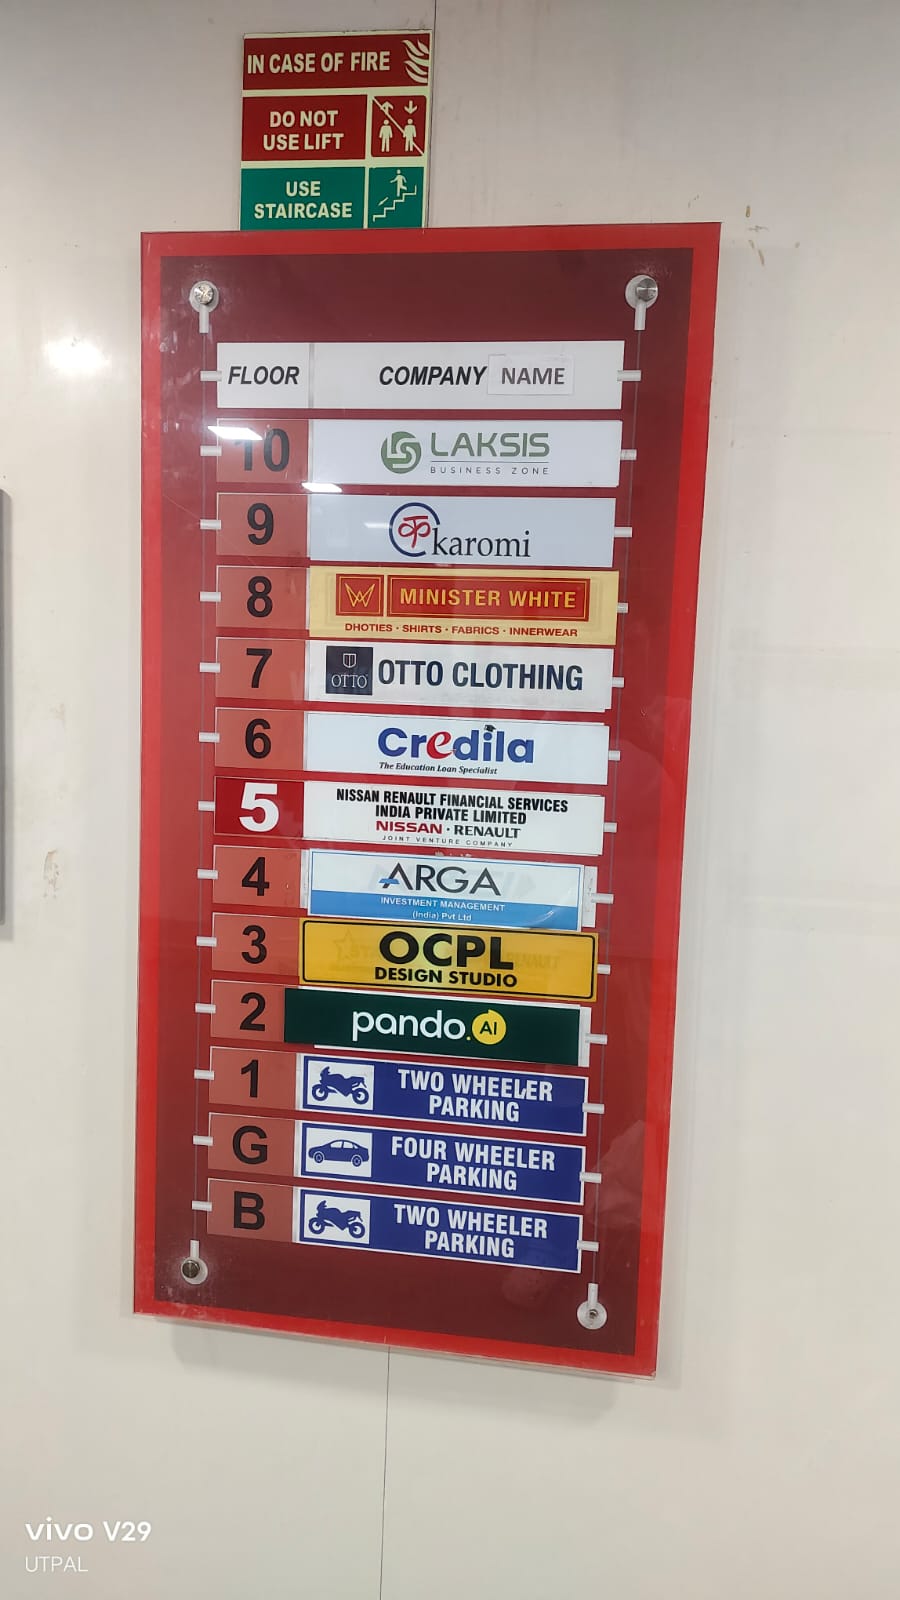 IN CASE OF FIRE
DO NOT
USE LIFT
USE
STAIRCASE
FLOOR COMPANY NAME
10 LAKSIS
BUSINESS ZONE
9 क karomi
8 MINISTER WHITE
DHOTIES · SHIRTS · FABRICS · INNERWEAR
7 OTTO OTTO CLOTHING
6 Credila
The Education Loan Specialist
5 NISSAN RENAULT FINANCIAL SERVICES
INDIA PRIVATE LIMITED
NISSAN · RENAULT
JOINT VENTURE COMPANY
4 ARGA
INVESTMENT MANAGEMENT
(India) Pvt Ltd
3 OCPL
DESIGN STUDIO
2 pando.AI
1 TWO WHEELER
PARKING
G FOUR WHEELER
PARKING
B TWO WHEELER
PARKING
vivo V29
UTPAL